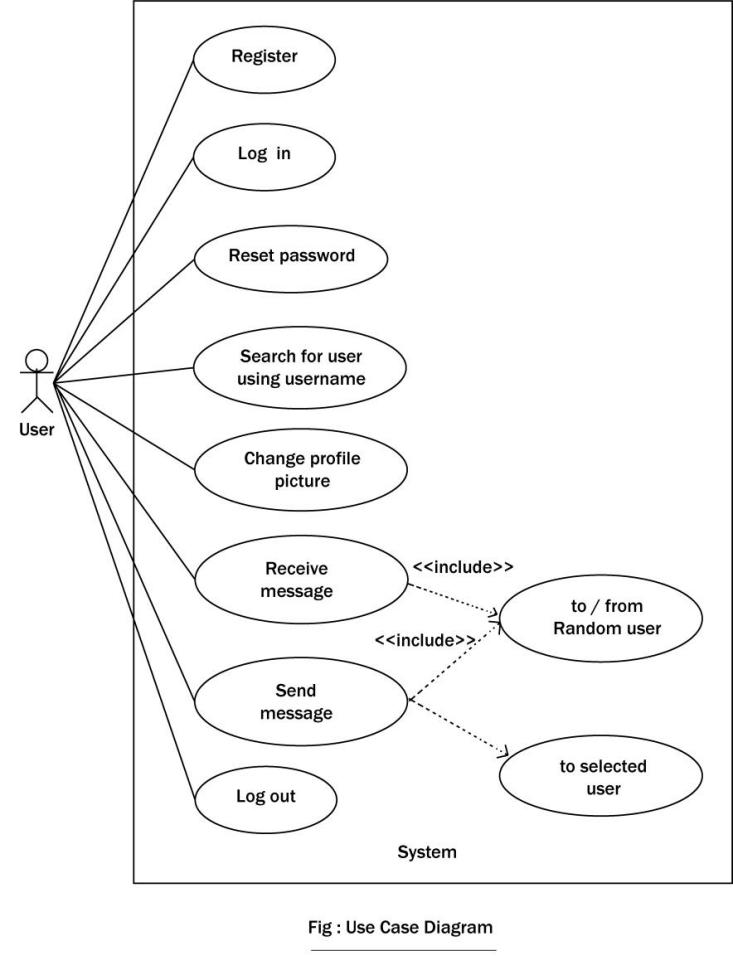 Register
Log in
Reset password
Search for user
using username
User
Change profile
picture
Receive
message
<<include>>
to / from
Random user
<<include>>
Send
message
to selected
user
Log out
System
Fig : Use Case Diagram